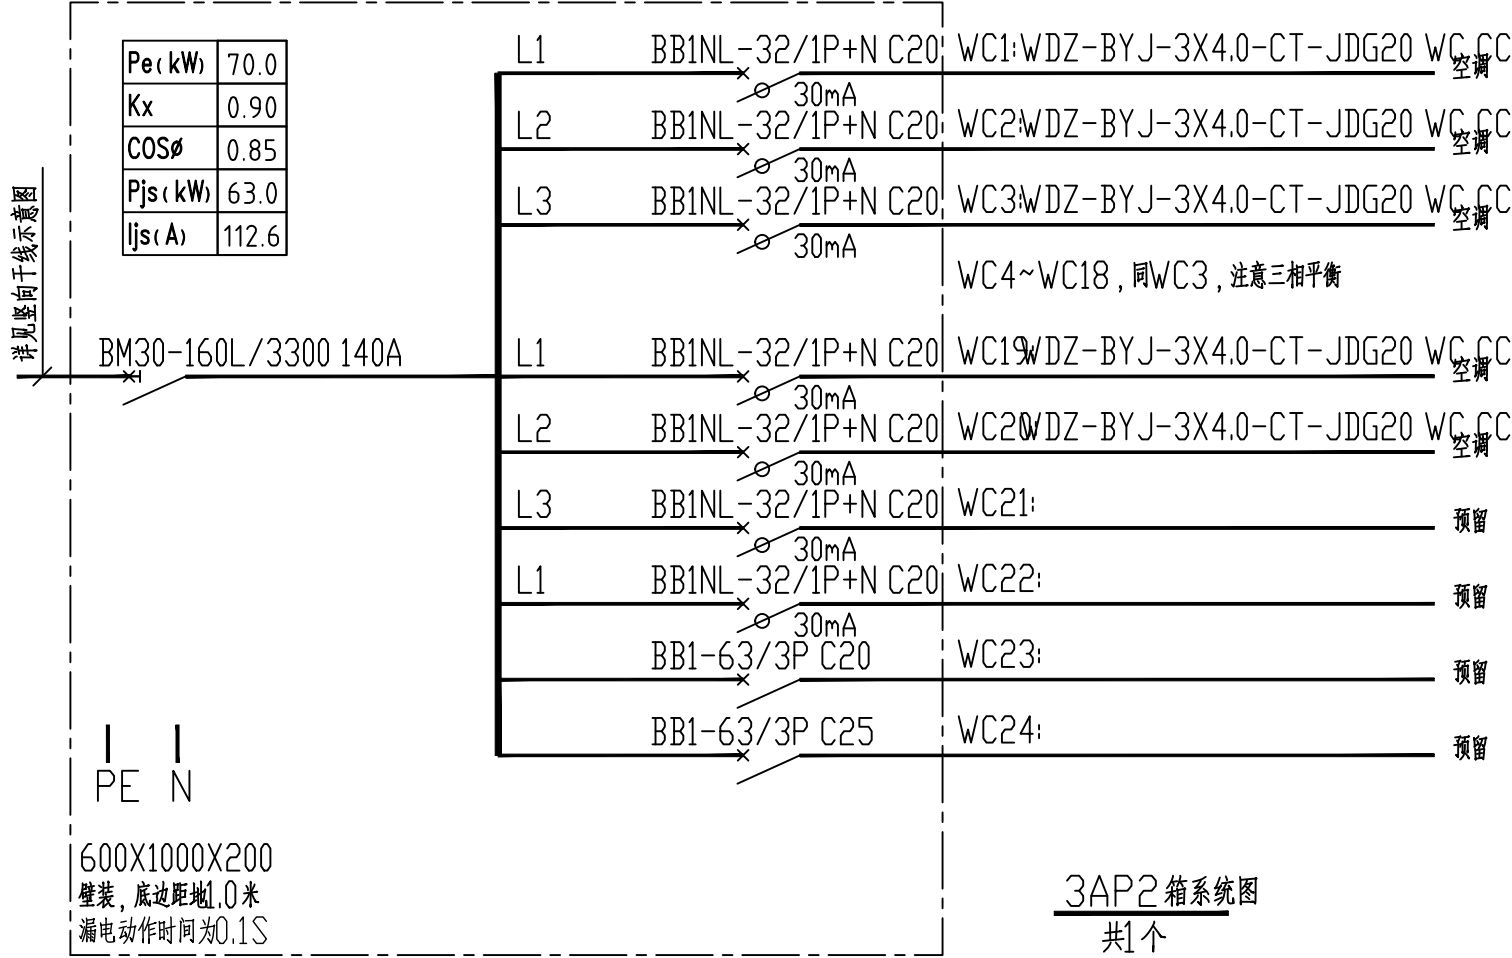 Pe(kW) 70.0
Kx 0.90
COSø 0.85
Pjs(kW) 63.0
Ijs(A) 112.6
详见竖向干线示意图
BM30-160L/3300 140A
L1 BB1NL-32/1P+N C20 WC1:WDZ-BYJ-3X4.0-CT-JDG20 WC CC
30mA 空调
L2 BB1NL-32/1P+N C20 WC2:WDZ-BYJ-3X4.0-CT-JDG20 WC CC
30mA 空调
L3 BB1NL-32/1P+N C20 WC3:WDZ-BYJ-3X4.0-CT-JDG20 WC CC
30mA 空调
WC4~WC18,同WC3,注意三相平衡
L1 BB1NL-32/1P+N C20 WC19:WDZ-BYJ-3X4.0-CT-JDG20 WC CC
30mA 空调
L2 BB1NL-32/1P+N C20 WC20:WDZ-BYJ-3X4.0-CT-JDG20 WC CC
30mA 空调
L3 BB1NL-32/1P+N C20 WC21:
30mA 预留
L1 BB1NL-32/1P+N C20 WC22:
30mA 预留
BB1-63/3P C20 WC23:
预留
BB1-63/3P C25 WC24:
预留
PE N
600X1000X200
壁装,底边距地1.0米
漏电动作时间为0.1S
3AP2箱系统图
共1个